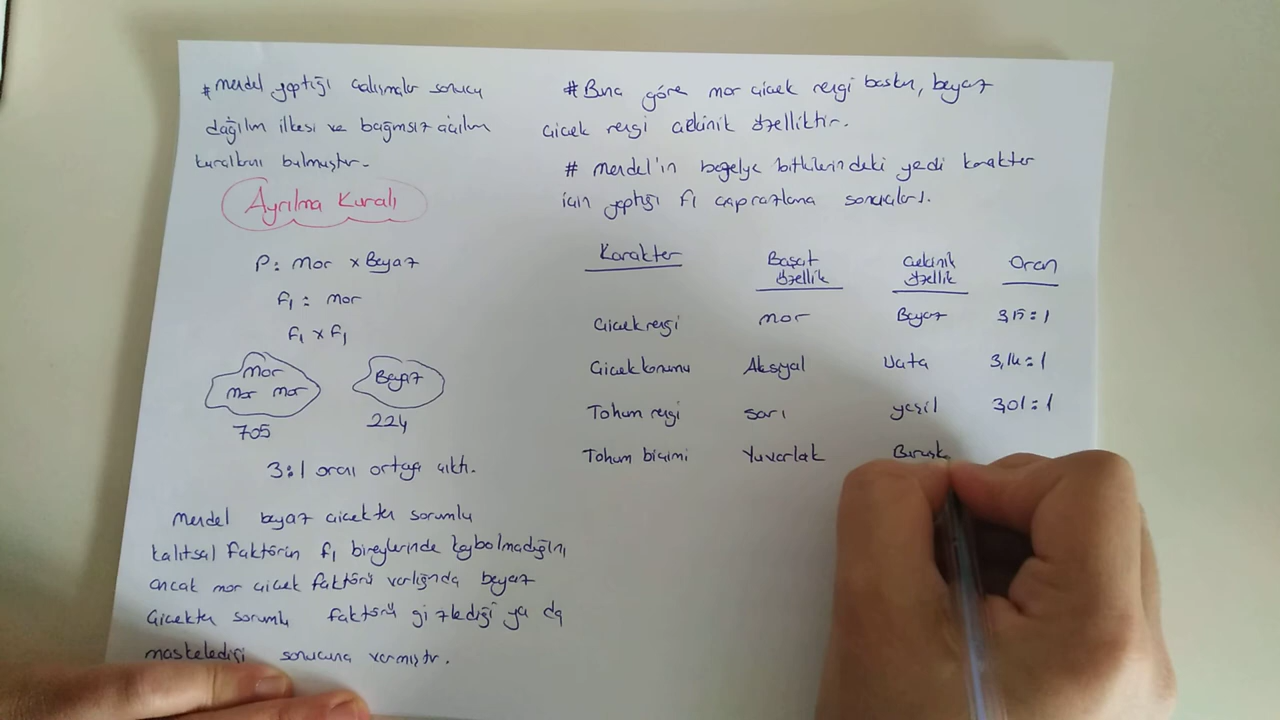 # mendel yaptığı çalışmalar sonucu
dağılım ilkesi ve bağımsız açılım
kurallarını bulmuştur.
Ayrılma Kuralı
P: mor x Beyaz
F1 : mor
F1 x F1
mor
mor mor
Beyaz
705
224
3:1 oranı ortaya çıktı.
mendel beyaz çiçekten sorumlu
kalıtsal faktörün F1 bireylerinde kaybolmadığını,
ancak mor çiçek faktörü varlığında beyaz
çiçekten sorumlu faktörü gizlediği ya da
maskelediği sonucuna varmıştır.
# Buna göre mor çiçek rengi baskın, beyaz
çiçek rengi çekinik özelliktir.
# mendel'in bezelye bitkilerindeki yedi karakter
için yaptığı F1 çaprazlama sonuçları.
Karakter Başat özellik Çekinik özellik Oran
Çiçek rengi mor Beyaz 3,15:1
Çiçek konumu Aksiyal 3,14:1
Tohum rengi sarı yeşil 3,01:1
Tohum biçimi Yuvarlak Buruşk